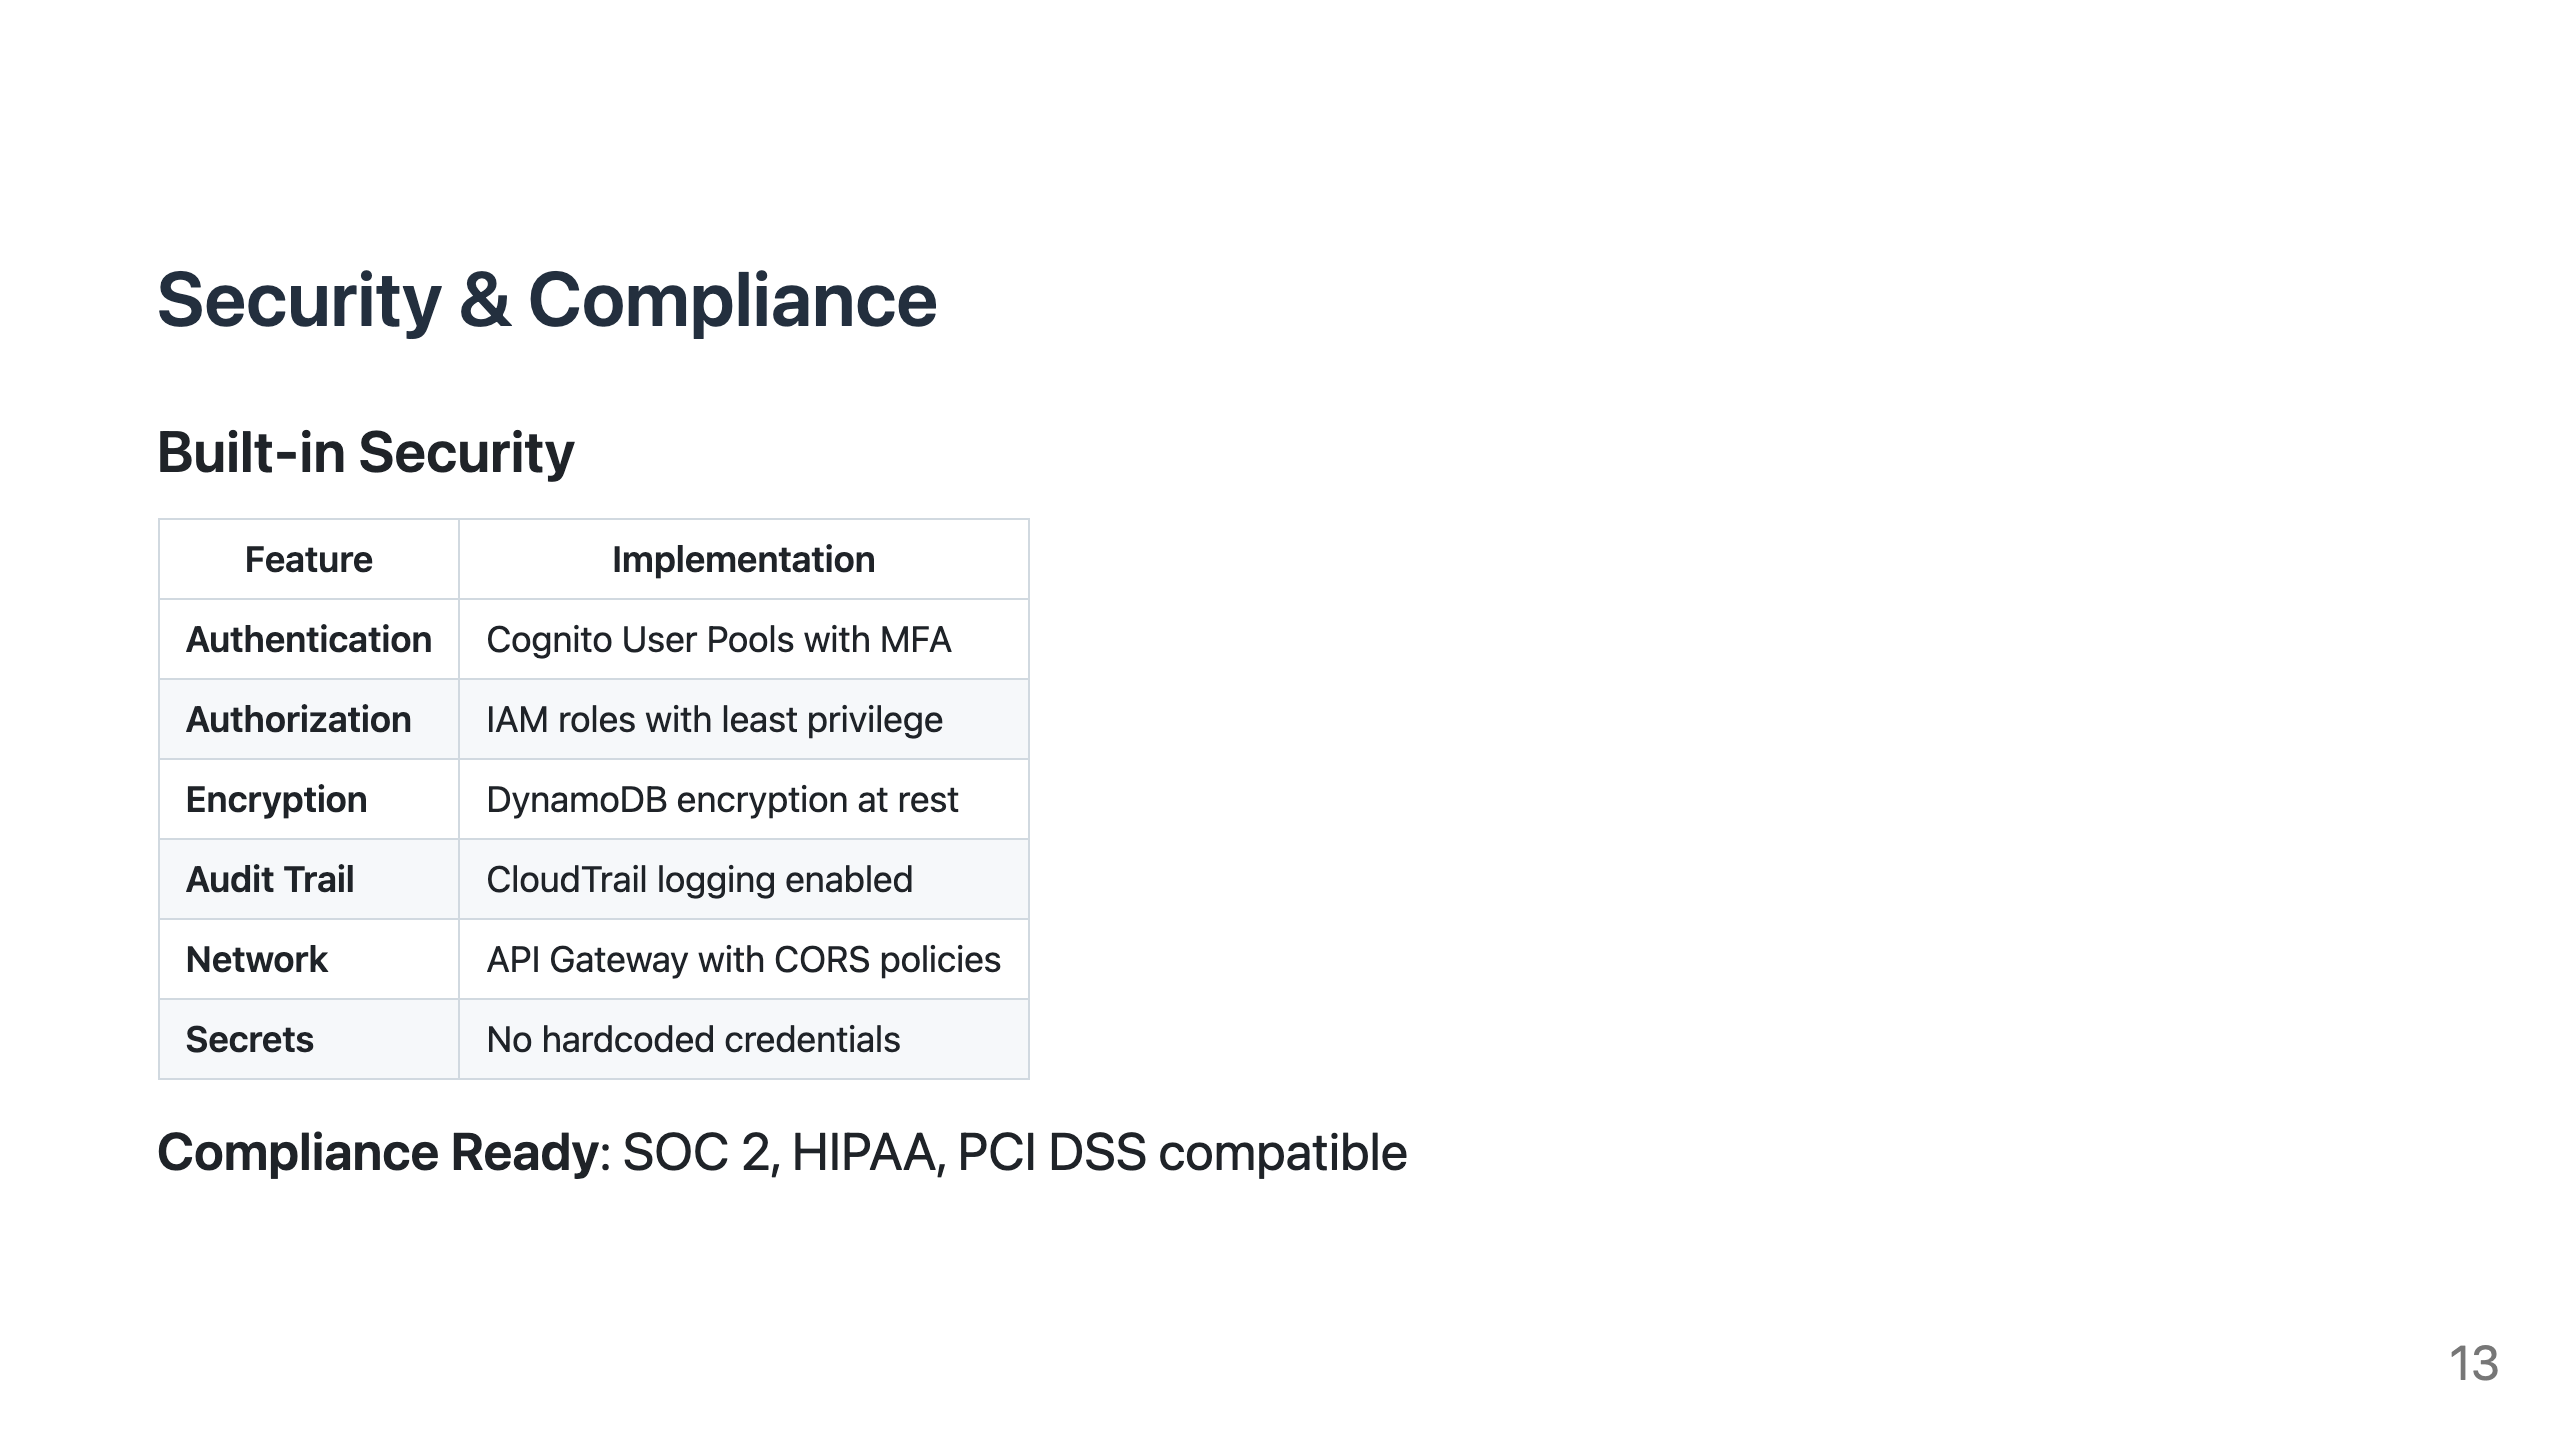 Security & Compliance
Built-in Security
Feature Implementation
Authentication Cognito User Pools with MFA
Authorization IAM roles with least privilege
Encryption DynamoDB encryption at rest
Audit Trail CloudTrail logging enabled
Network API Gateway with CORS policies
Secrets No hardcoded credentials
Compliance Ready: SOC 2, HIPAA, PCI DSS compatible
13